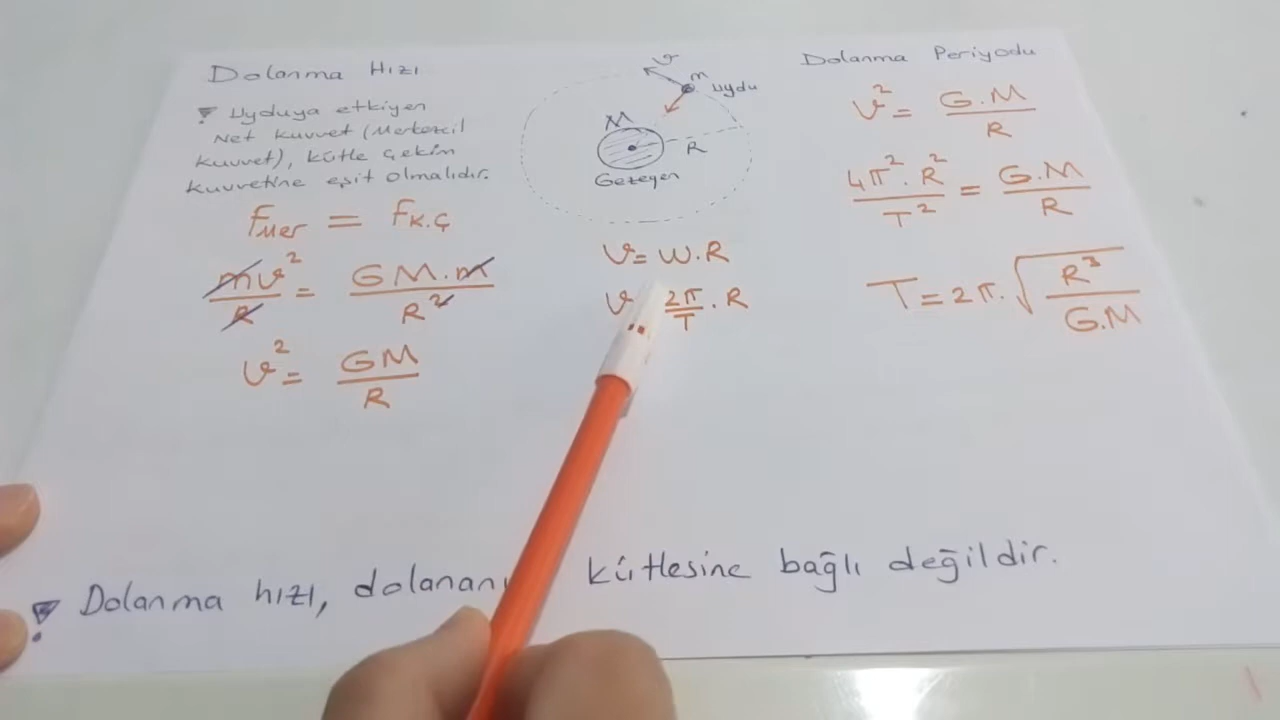 Dolanma Hızı
! Uyduya etkiyen
Net kuvvet (Merkezcil
kuvvet), kütle çekim
kuvvetine eşit olmalıdır.
Fmer = FK.Ç
mv²/R = GM.m/R²
v² = GM/R
v
m
Uydu
M
R
Gezegen
v = w.R
v 2π/T . R
Dolanma Periyodu
v² = G.M/R
4π².R²/T² = G.M/R
T = 2π.√(R³/G.M)
! Dolanma hızı, dolananı kütlesine bağlı değildir.